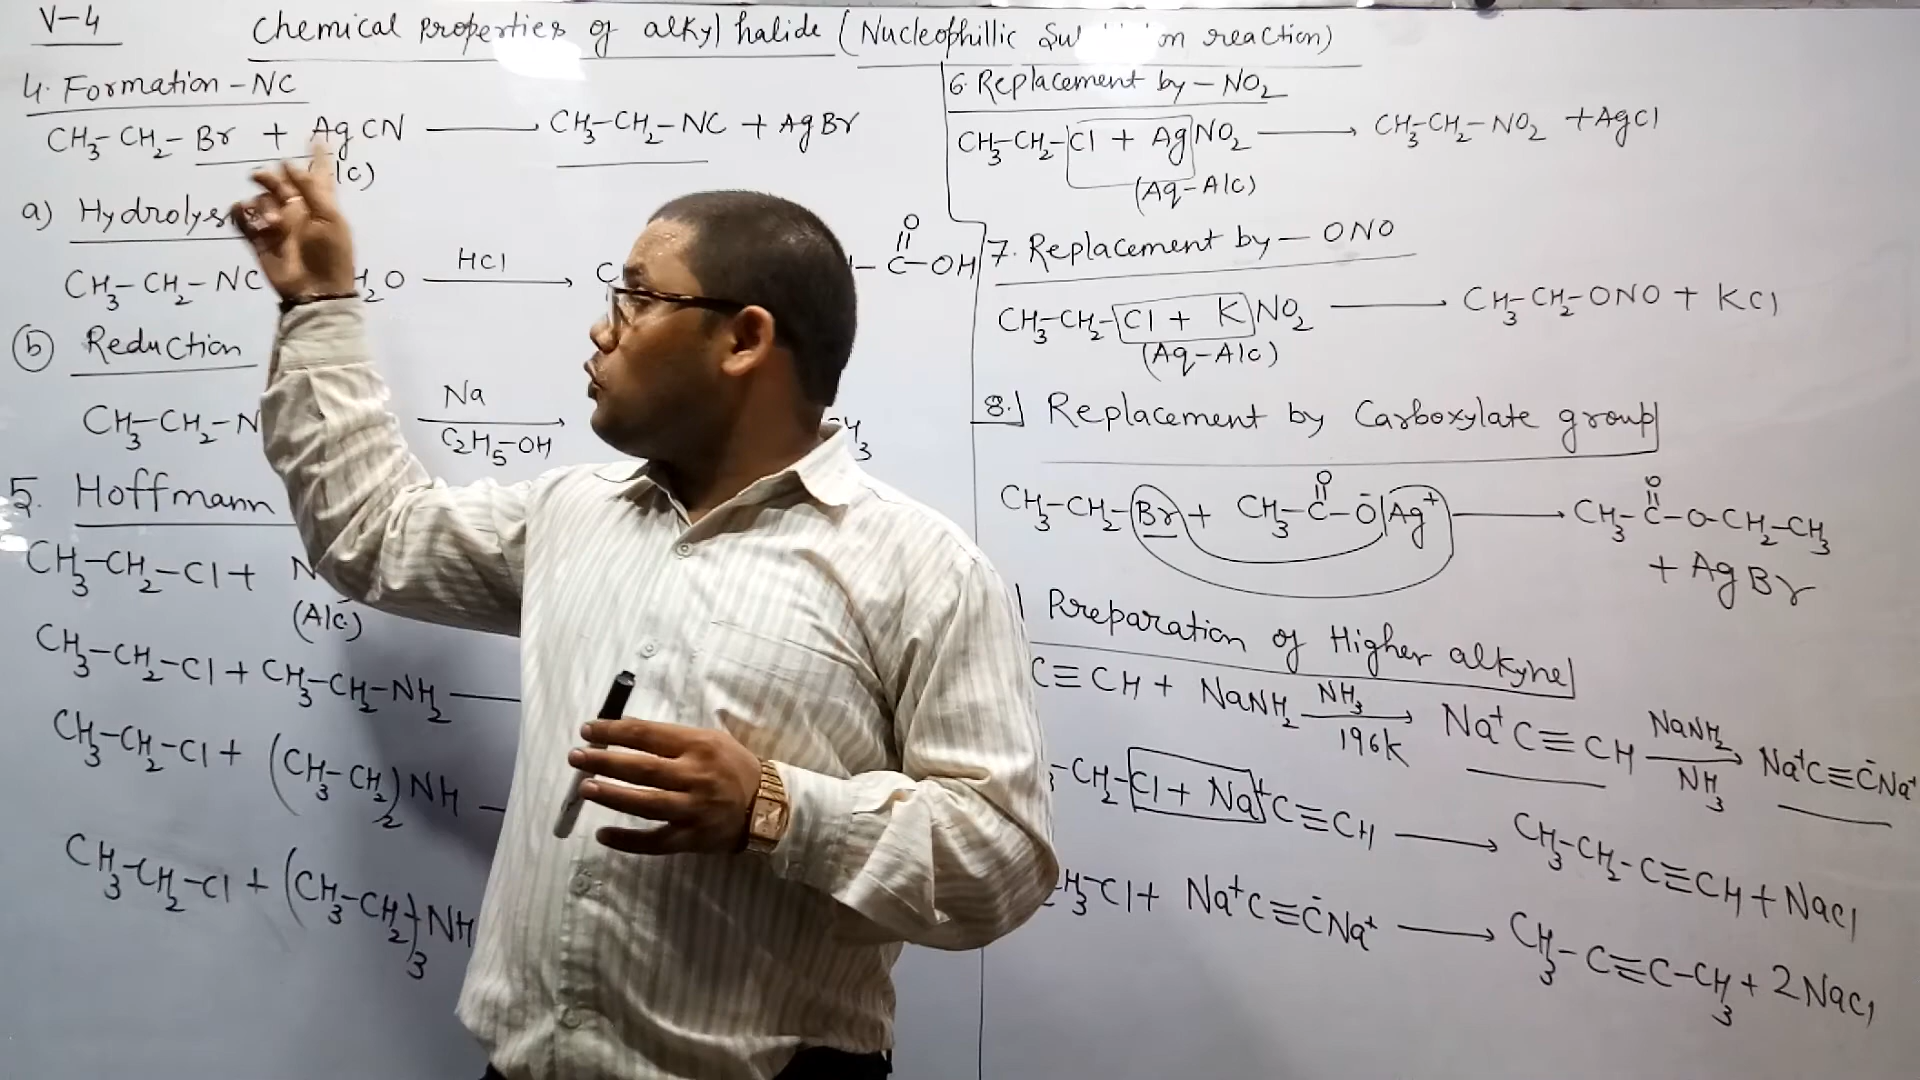 V-4
Chemical Properties of alkyl halide (Nucleophillic reaction)
4. Formation -NC
CH₃-CH₂-Br + AgCN ⟶ CH₃-CH₂-NC + AgBr
a) Hydrolys
CH₃-CH₂-NC H₂O HCl ⟶ C-OH
O
(b) Reduction
CH₃-CH₂-N Na ⟶
C₂H₅-OH
5. Hoffmann
CH₃-CH₂-Cl + N
(Alc.)
CH₃-CH₂-Cl + CH₃-CH₂-NH₂ —
CH₃-CH₂-Cl + (CH₃-CH₂)₂NH —
CH₃-CH₂-Cl + (CH₃-CH₂)₃NH
6. Replacement by -NO₂
CH₃-CH₂-Cl + AgNO₂ ⟶ CH₃-CH₂-NO₂ + AgCl
(Aq-Alc)
7. Replacement by -ONO
CH₃-CH₂-Cl + KNO₂ ⟶ CH₃-CH₂-ONO + KCl
(Aq-Alc)
8. Replacement by Carboxylate group
O O
CH₃-CH₂-Br + CH₃-C-O⁻Ag⁺ ⟶ CH₃-C-O-CH₂-CH₃
+ AgBr
Preparation of Higher alkyne
C≡CH + NaNH₂ NH₃ ⟶ Na⁺C≡CH NaNH₂ ⟶ Na⁺C≡C̄Na⁺
196K NH₃
-CH₂-Cl + Na⁺C≡CH ⟶ CH₃-CH₂-C≡CH + NaCl
H₃-Cl + Na⁺C≡C̄Na⁺ ⟶ CH₃-C≡C-CH₃ + 2NaCl